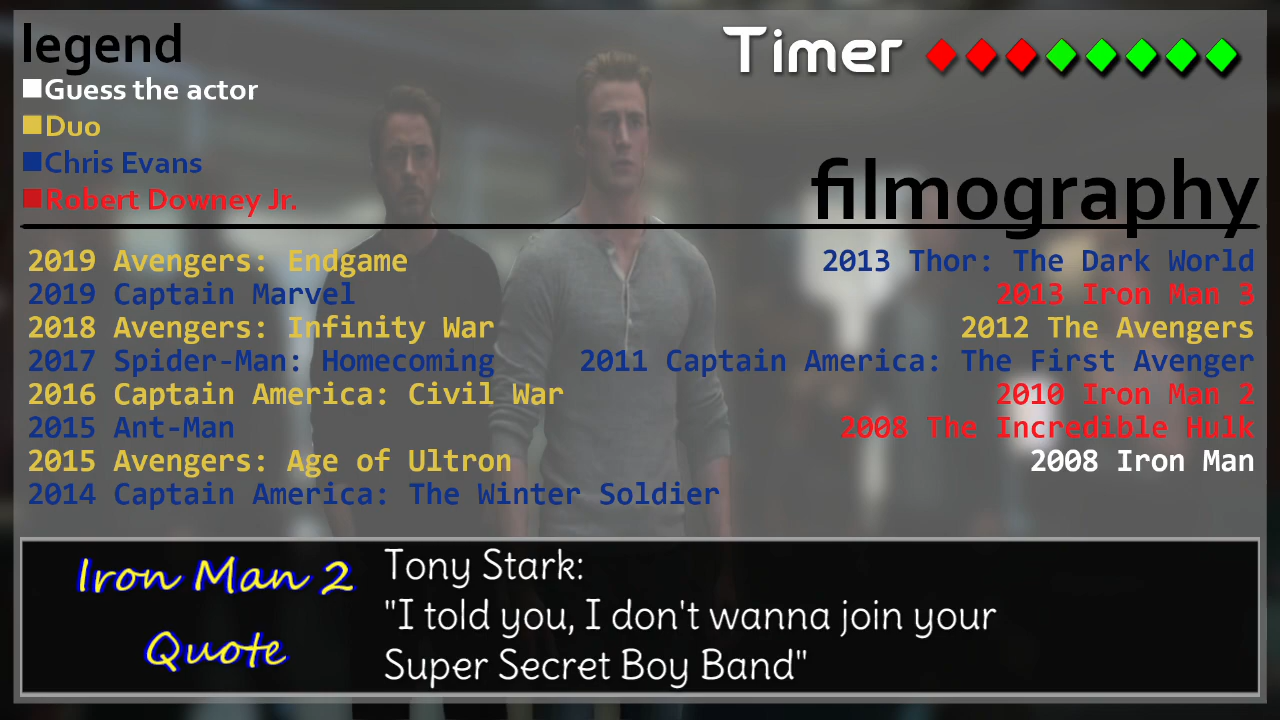 legend
Guess the actor
Duo
Chris Evans
Robert Downey Jr.
Timer
filmography
2019 Avengers: Endgame
2019 Captain Marvel
2018 Avengers: Infinity War
2017 Spider-Man: Homecoming
2016 Captain America: Civil War
2015 Ant-Man
2015 Avengers: Age of Ultron
2014 Captain America: The Winter Soldier
2013 Thor: The Dark World
2013 Iron Man 3
2012 The Avengers
2011 Captain America: The First Avenger
2010 Iron Man 2
2008 The Incredible Hulk
2008 Iron Man
Iron Man 2
Quote
Tony Stark:
"I told you, I don't wanna join your
Super Secret Boy Band"